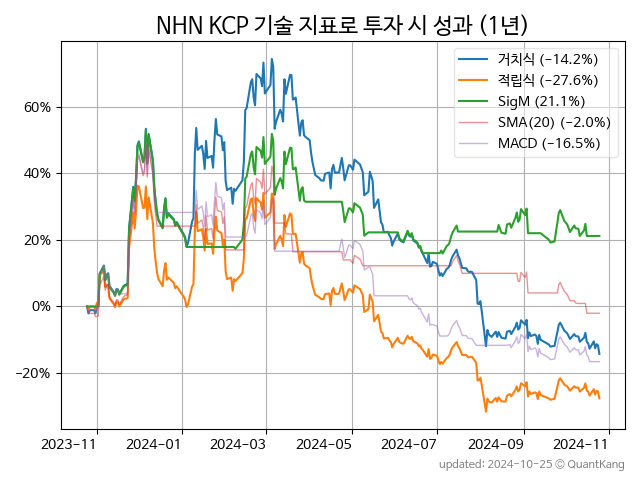 NHN KCP 기술 지표로 투자 시 성과 (1년)
거치식 (−14.2%)
적립식 (−27.6%)
SigM (21.1%)
SMA(20) (−2.0%)
MACD (−16.5%)
60%
40%
20%
0%
−20%
2023-11 2024-01 2024-03 2024-05 2024-07 2024-09 2024-11
updated: 2024-10-25 © QuantKang